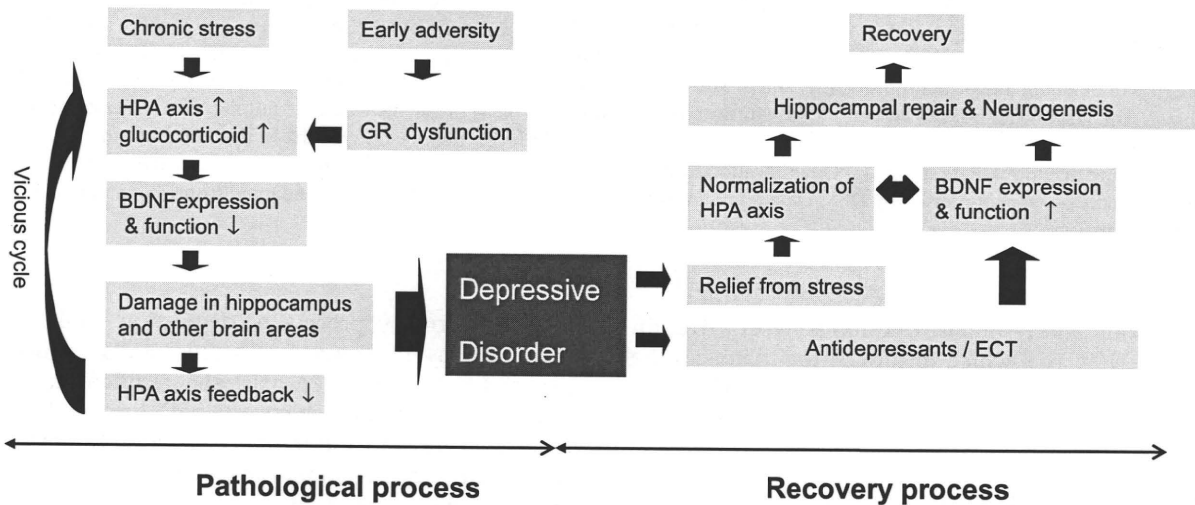 Chronic stress
Early adversity
HPA axis ↑
glucocorticoid ↑
GR dysfunction
BDNFexpression
& function ↓
Damage in hippocampus
and other brain areas
HPA axis feedback ↓
Vicious cycle
Depressive
Disorder
Recovery
Hippocampal repair & Neurogenesis
Normalization of
HPA axis
BDNF expression
& function ↑
Relief from stress
Antidepressants / ECT
Pathological process
Recovery process